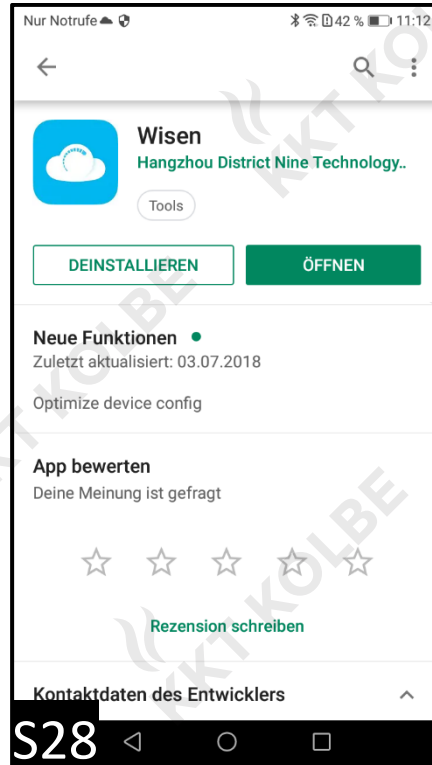 Nur Notrufe 42 % 11:12
Wisen
Hangzhou District Nine Technology..
Tools
DEINSTALLIEREN ÖFFNEN
Neue Funktionen
Zuletzt aktualisiert: 03.07.2018
Optimize device config
App bewerten
Deine Meinung ist gefragt
Rezension schreiben
Kontaktdaten des Entwicklers
S28
KKT KOLBE
KKT KOLBE
KKT KOLBE
KKT KOLBE